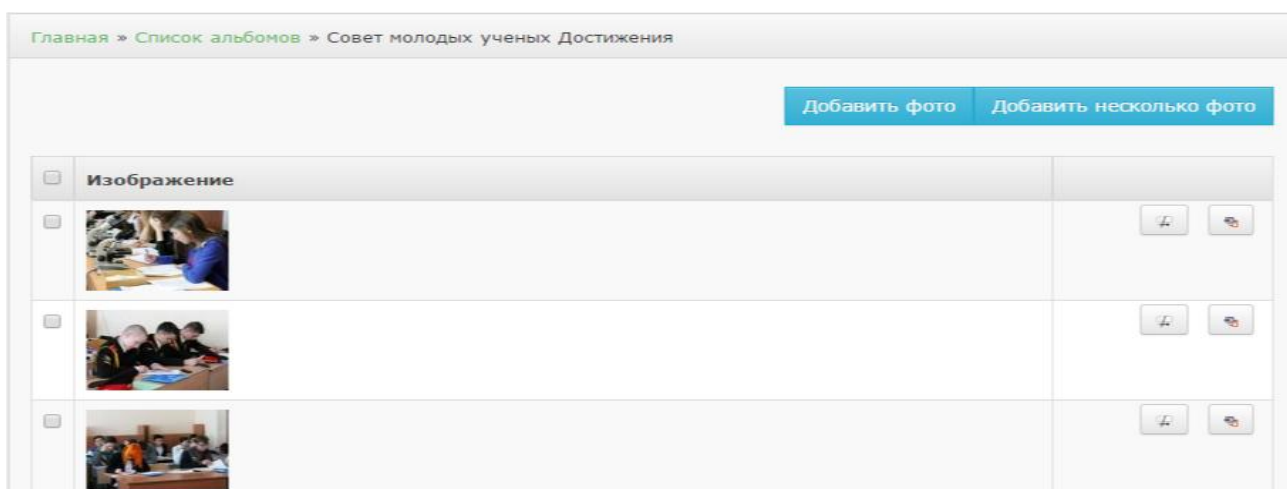 Главная » Список альбомов » Совет молодых ученых Достижения
Добавить фото Добавить несколько фото
Изображение